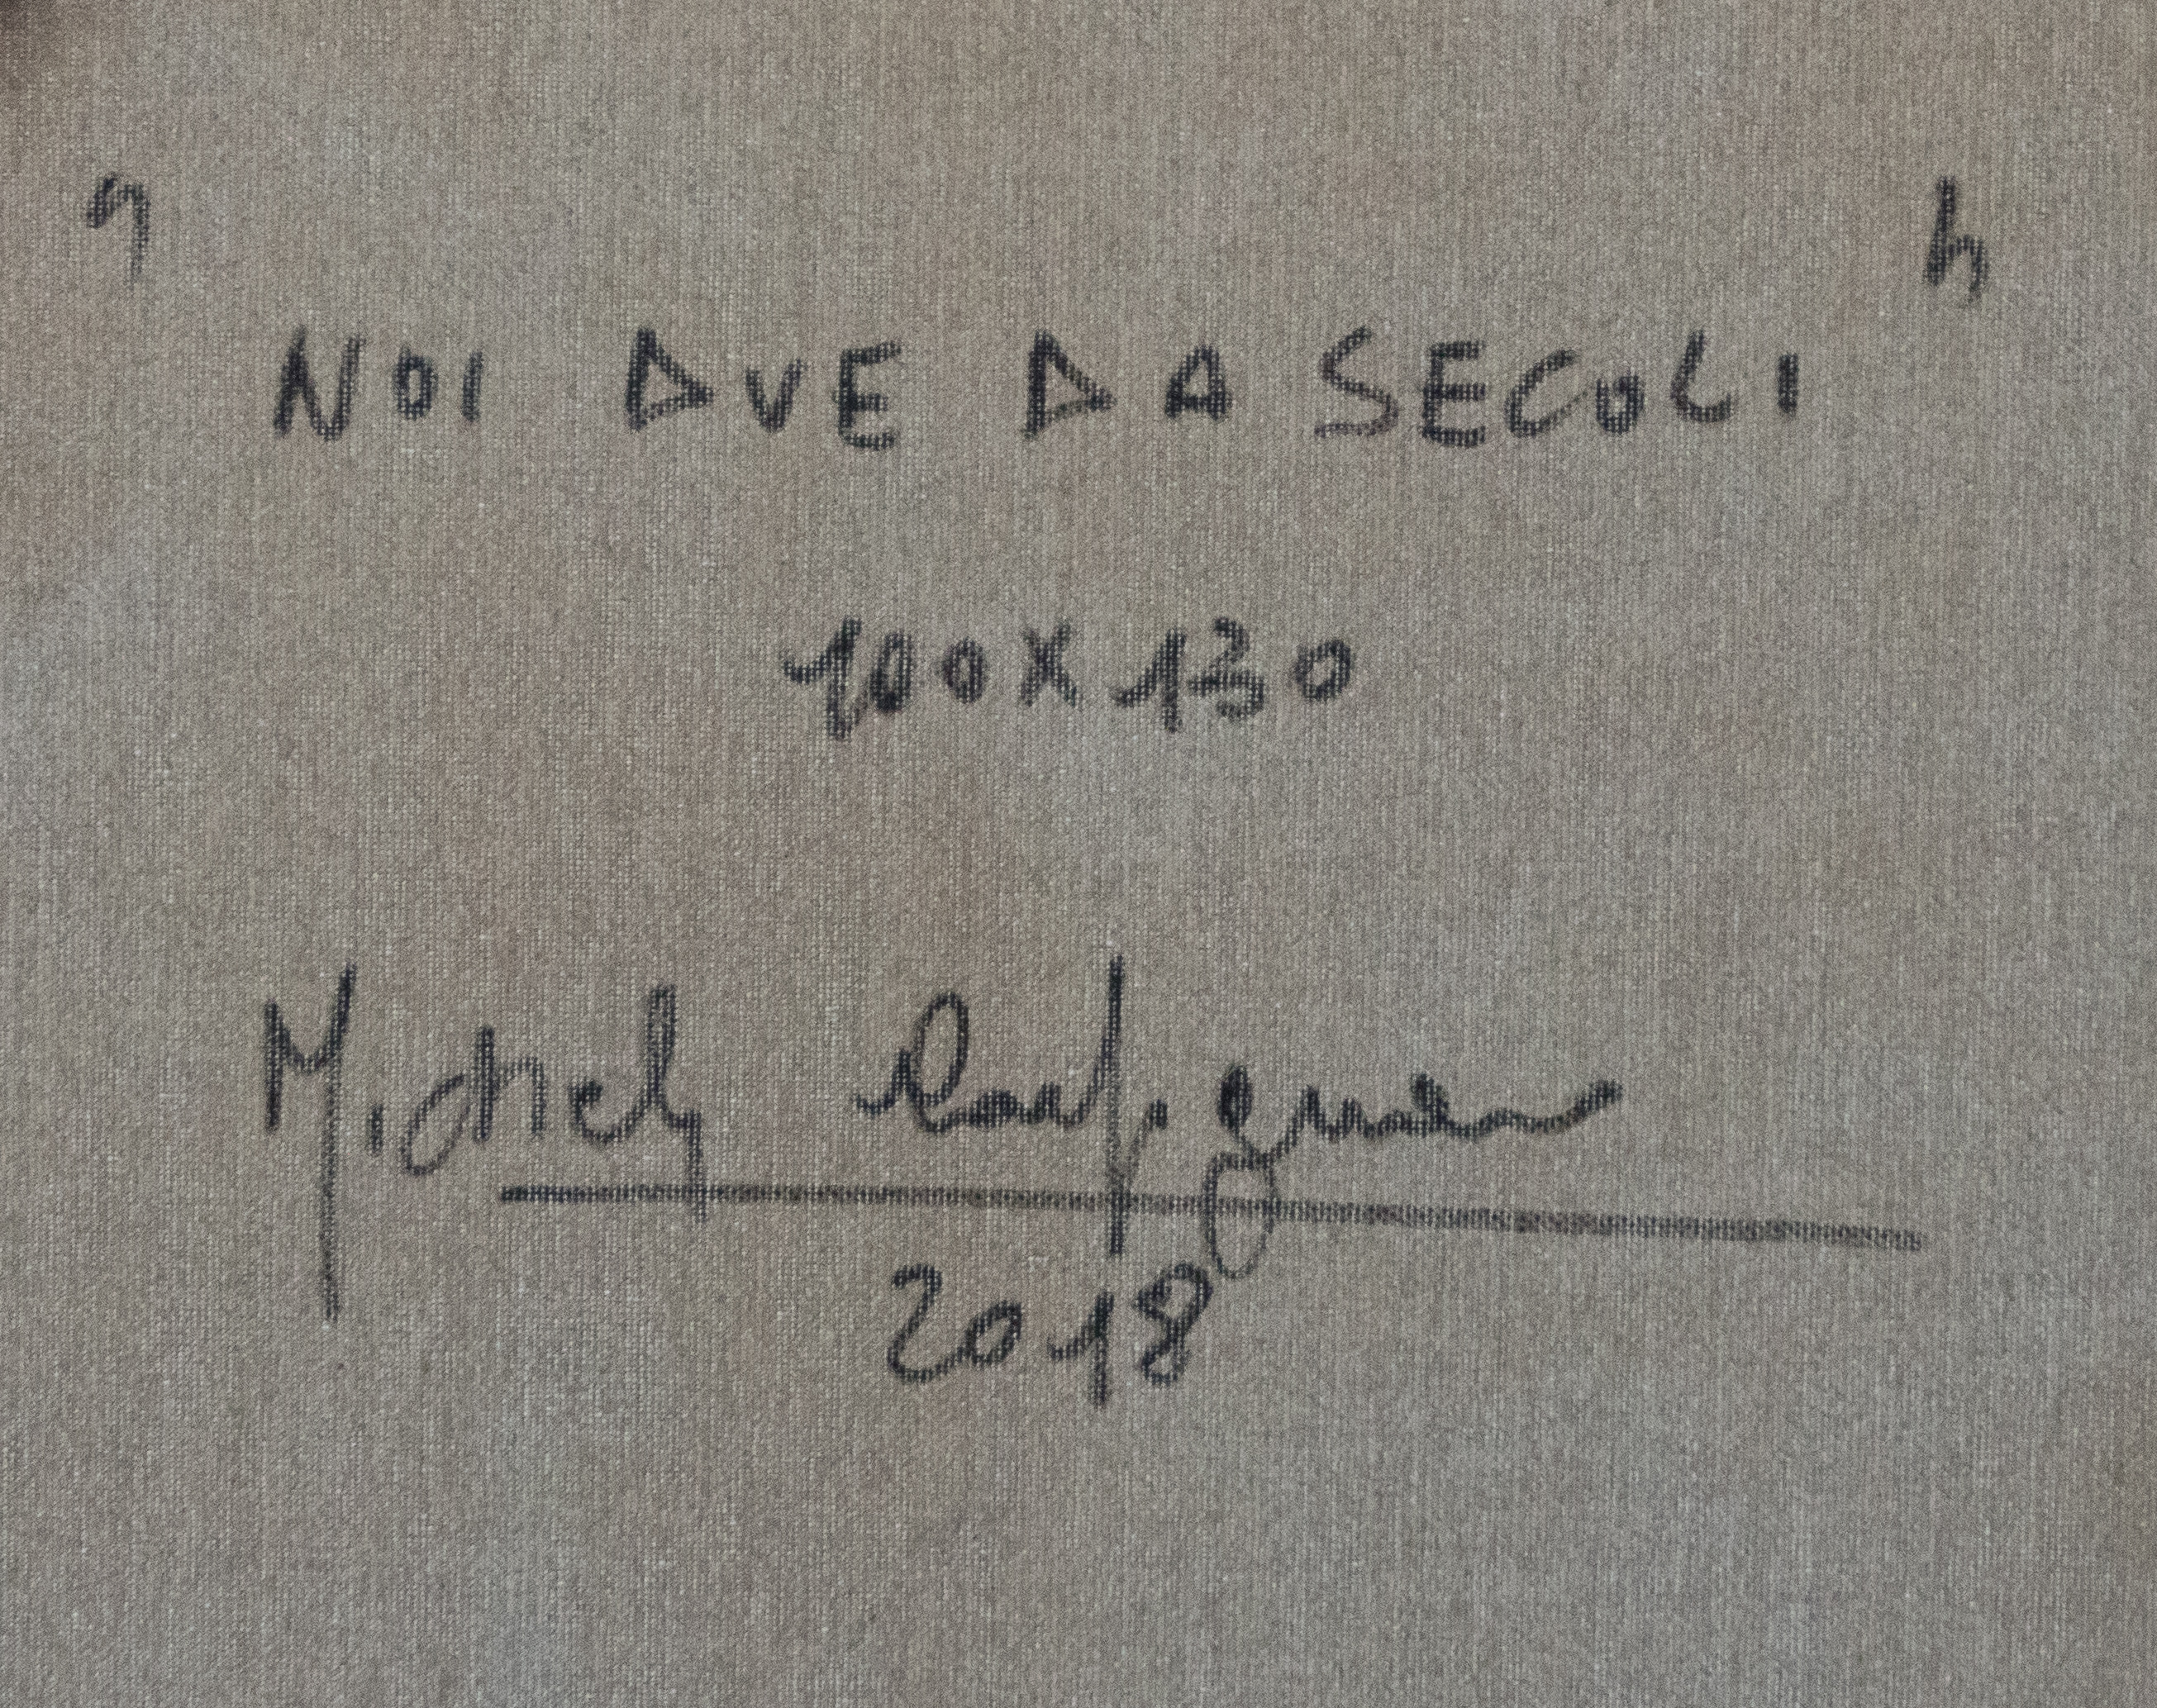 "
"
NOI DUE DA SECOLI
100X130
2018